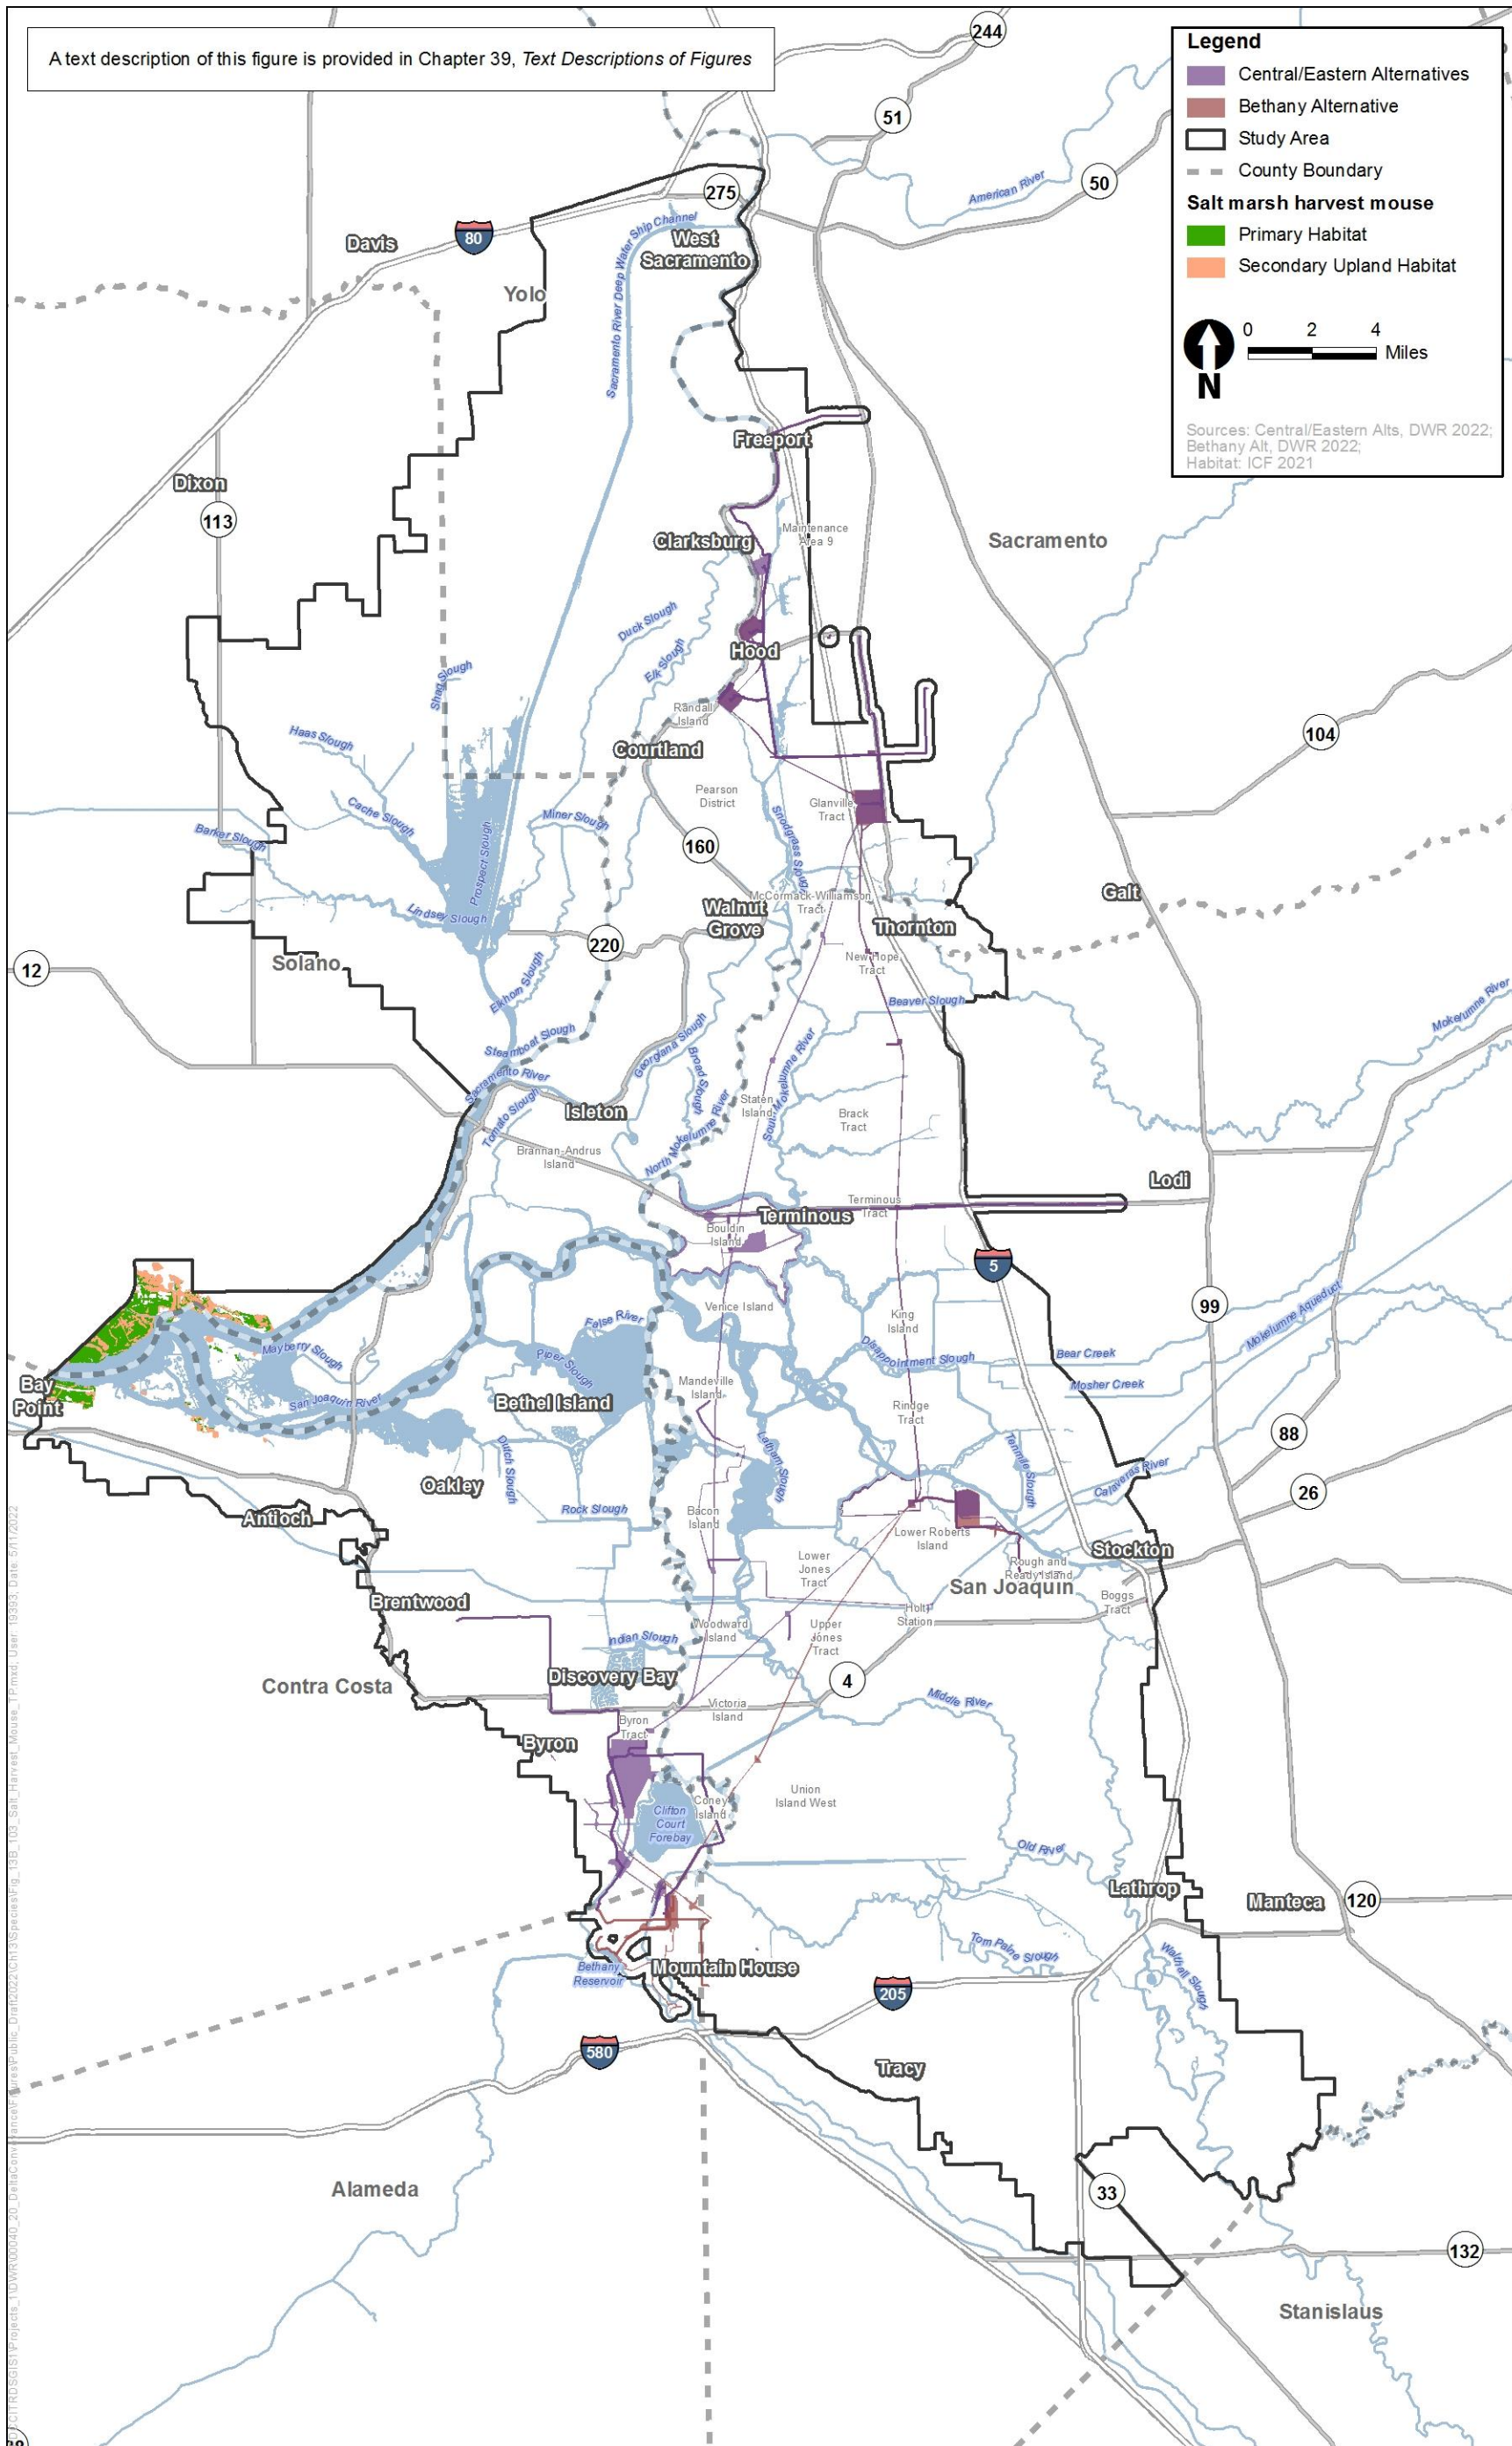 A text description of this figure is provided in Chapter 39, Text Descriptions of Figures
Legend
Central/Eastern Alternatives
Bethany Alternative
Study Area
County Boundary
Salt marsh harvest mouse
Primary Habitat
Secondary Upland Habitat
0 2 4
Miles
N
Sources: Central/Eastern Alts, DWR 2022;
Bethany Alt, DWR 2022;
Habitat: ICF 2021
244
51
50
American River
275
80
Davis
West
Sacramento
Sacramento River Deep Water Ship Channel
Yolo
Freeport
Dixon
113
Clarksburg
Maintenance
Area 9
Sacramento
Duck Slough
Elk Slough
Hood
Shag Slough
Randall
Island
Haas Slough
Courtland
104
Pearson
District
Glanville
Tract
Cache Slough
Miner Slough
Snodgrass Slough
Barker Slough
160
Prospect Slough
McCormack-Williamson
Tract
Galt
Lindsey Slough
Walnut
Grove
Thornton
220
Solano
12
New Hope
Tract
Elkhorn Slough
Beaver Slough
Mokelumne River
Steamboat Slough
Georgiana Slough
Broad Slough
Sacramento River
South Mokelumne River
Tomato Slough
Isleton
Staten
Island
Brack
Tract
North Mokelumne River
Brannan-Andrus
Island
Lodi
Terminous
Terminous
Tract
Bouldin
Island
5
99
Venice Island
King
Island
False River
Mokelumne Aqueduct
Mayberry Slough
Piper Slough
Disappointment Slough
Bear Creek
Bay
Point
San Joaquin River
Bethel Island
Mandeville
Island
Mosher Creek
Rindge
Tract
88
Latham Slough
Tenmile Slough
Dutch Slough
Calaveras River
Oakley
26
Antioch
Rock Slough
Bacon
Island
Lower Roberts
Island
Stockton
Lower
Jones
Tract
Rough and
Ready Island
San Joaquin
Brentwood
Holt
Station
Boggs
Tract
Woodward
Island
Upper
Jones
Tract
Indian Slough
Discovery Bay
Contra Costa
4
Victoria
Island
Middle River
Byron
Tract
Byron
Union
Island West
Coney
Island
Clifton
Court
Forebay
Old River
Lathrop
Manteca
120
Tom Paine Slough
Walthall Slough
Bethany
Reservoir
Mountain House
205
580
Tracy
Alameda
33
132
Stanislaus